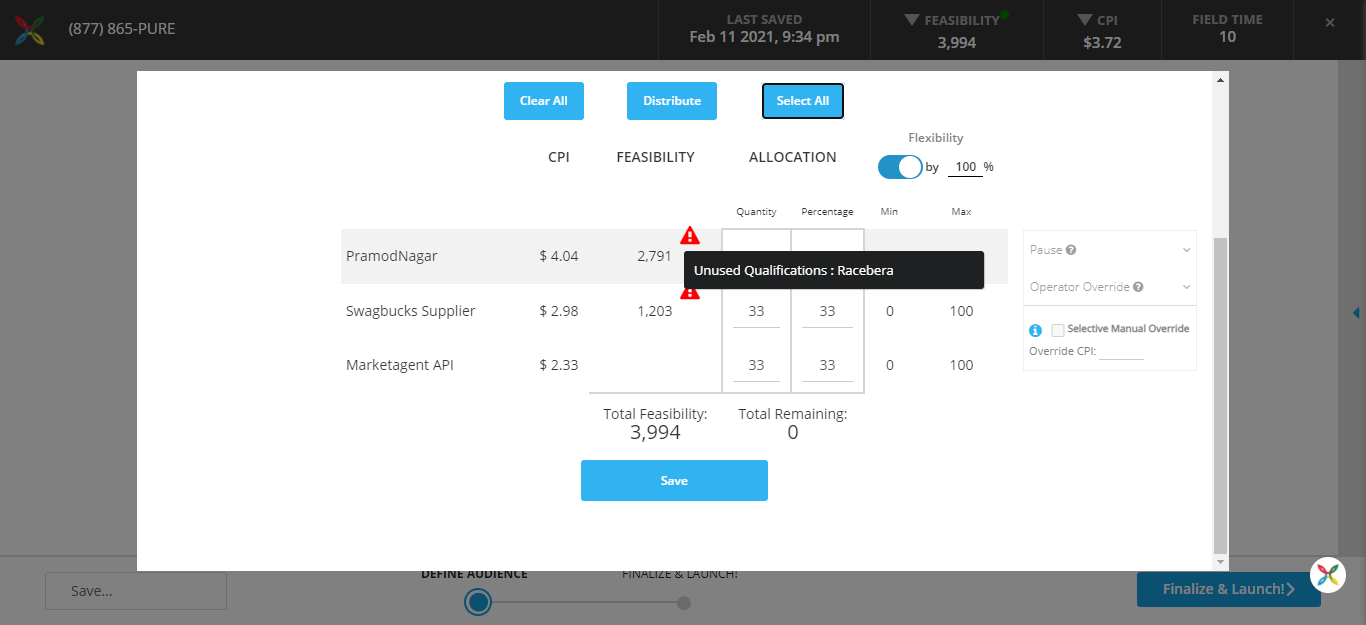 (877) 865-PURE
LAST SAVED
Feb 11 2021, 9:34 pm
FEASIBILITY
3,994
CPI
$3.72
FIELD TIME
10
Clear All
Distribute
Select All
Flexibility
by 100 %
CPI FEASIBILITY ALLOCATION
Quantity Percentage Min Max
PramodNagar $ 4.04 2,791
Unused Qualifications : Racebera
Swagbucks Supplier $ 2.98 1,203 33 33 0 100
Marketagent API $ 2.33 33 33 0 100
Total Feasibility:
3,994
Total Remaining:
0
Save
Pause
Operator Override
Selective Manual Override
Override CPI:
Save...
DEFINE AUDIENCE
FINALIZE & LAUNCH!
Finalize & Launch!